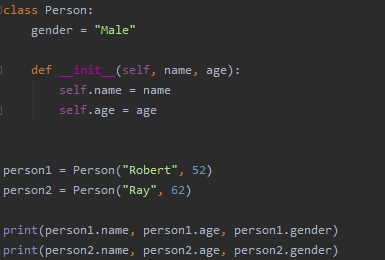 class Person:
    gender = "Male"

    def __init__(self, name, age):
        self.name = name
        self.age = age


person1 = Person("Robert", 52)
person2 = Person("Ray", 62)

print(person1.name, person1.age, person1.gender)
print(person2.name, person2.age, person2.gender)